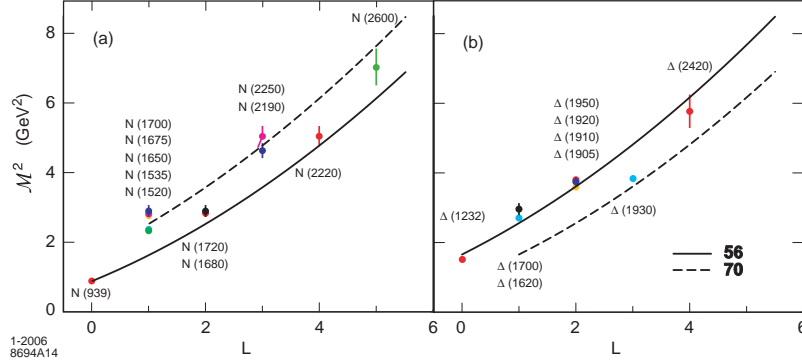 (a)
N (2600)
8
N (2250)
N (2190)
N (1700)
N (1675)
N (1650)
N (1535)
N (1520)
6
4
2
0
ℳ² (GeV²)
N (2220)
N (1720)
N (1680)
N (939)
0 2 4 6
L
1-2006
8694A14
(b)
Δ (2420)
Δ (1950)
Δ (1920)
Δ (1910)
Δ (1905)
Δ (1232)
Δ (1930)
Δ (1700)
Δ (1620)
56
70
0 2 4 6
L